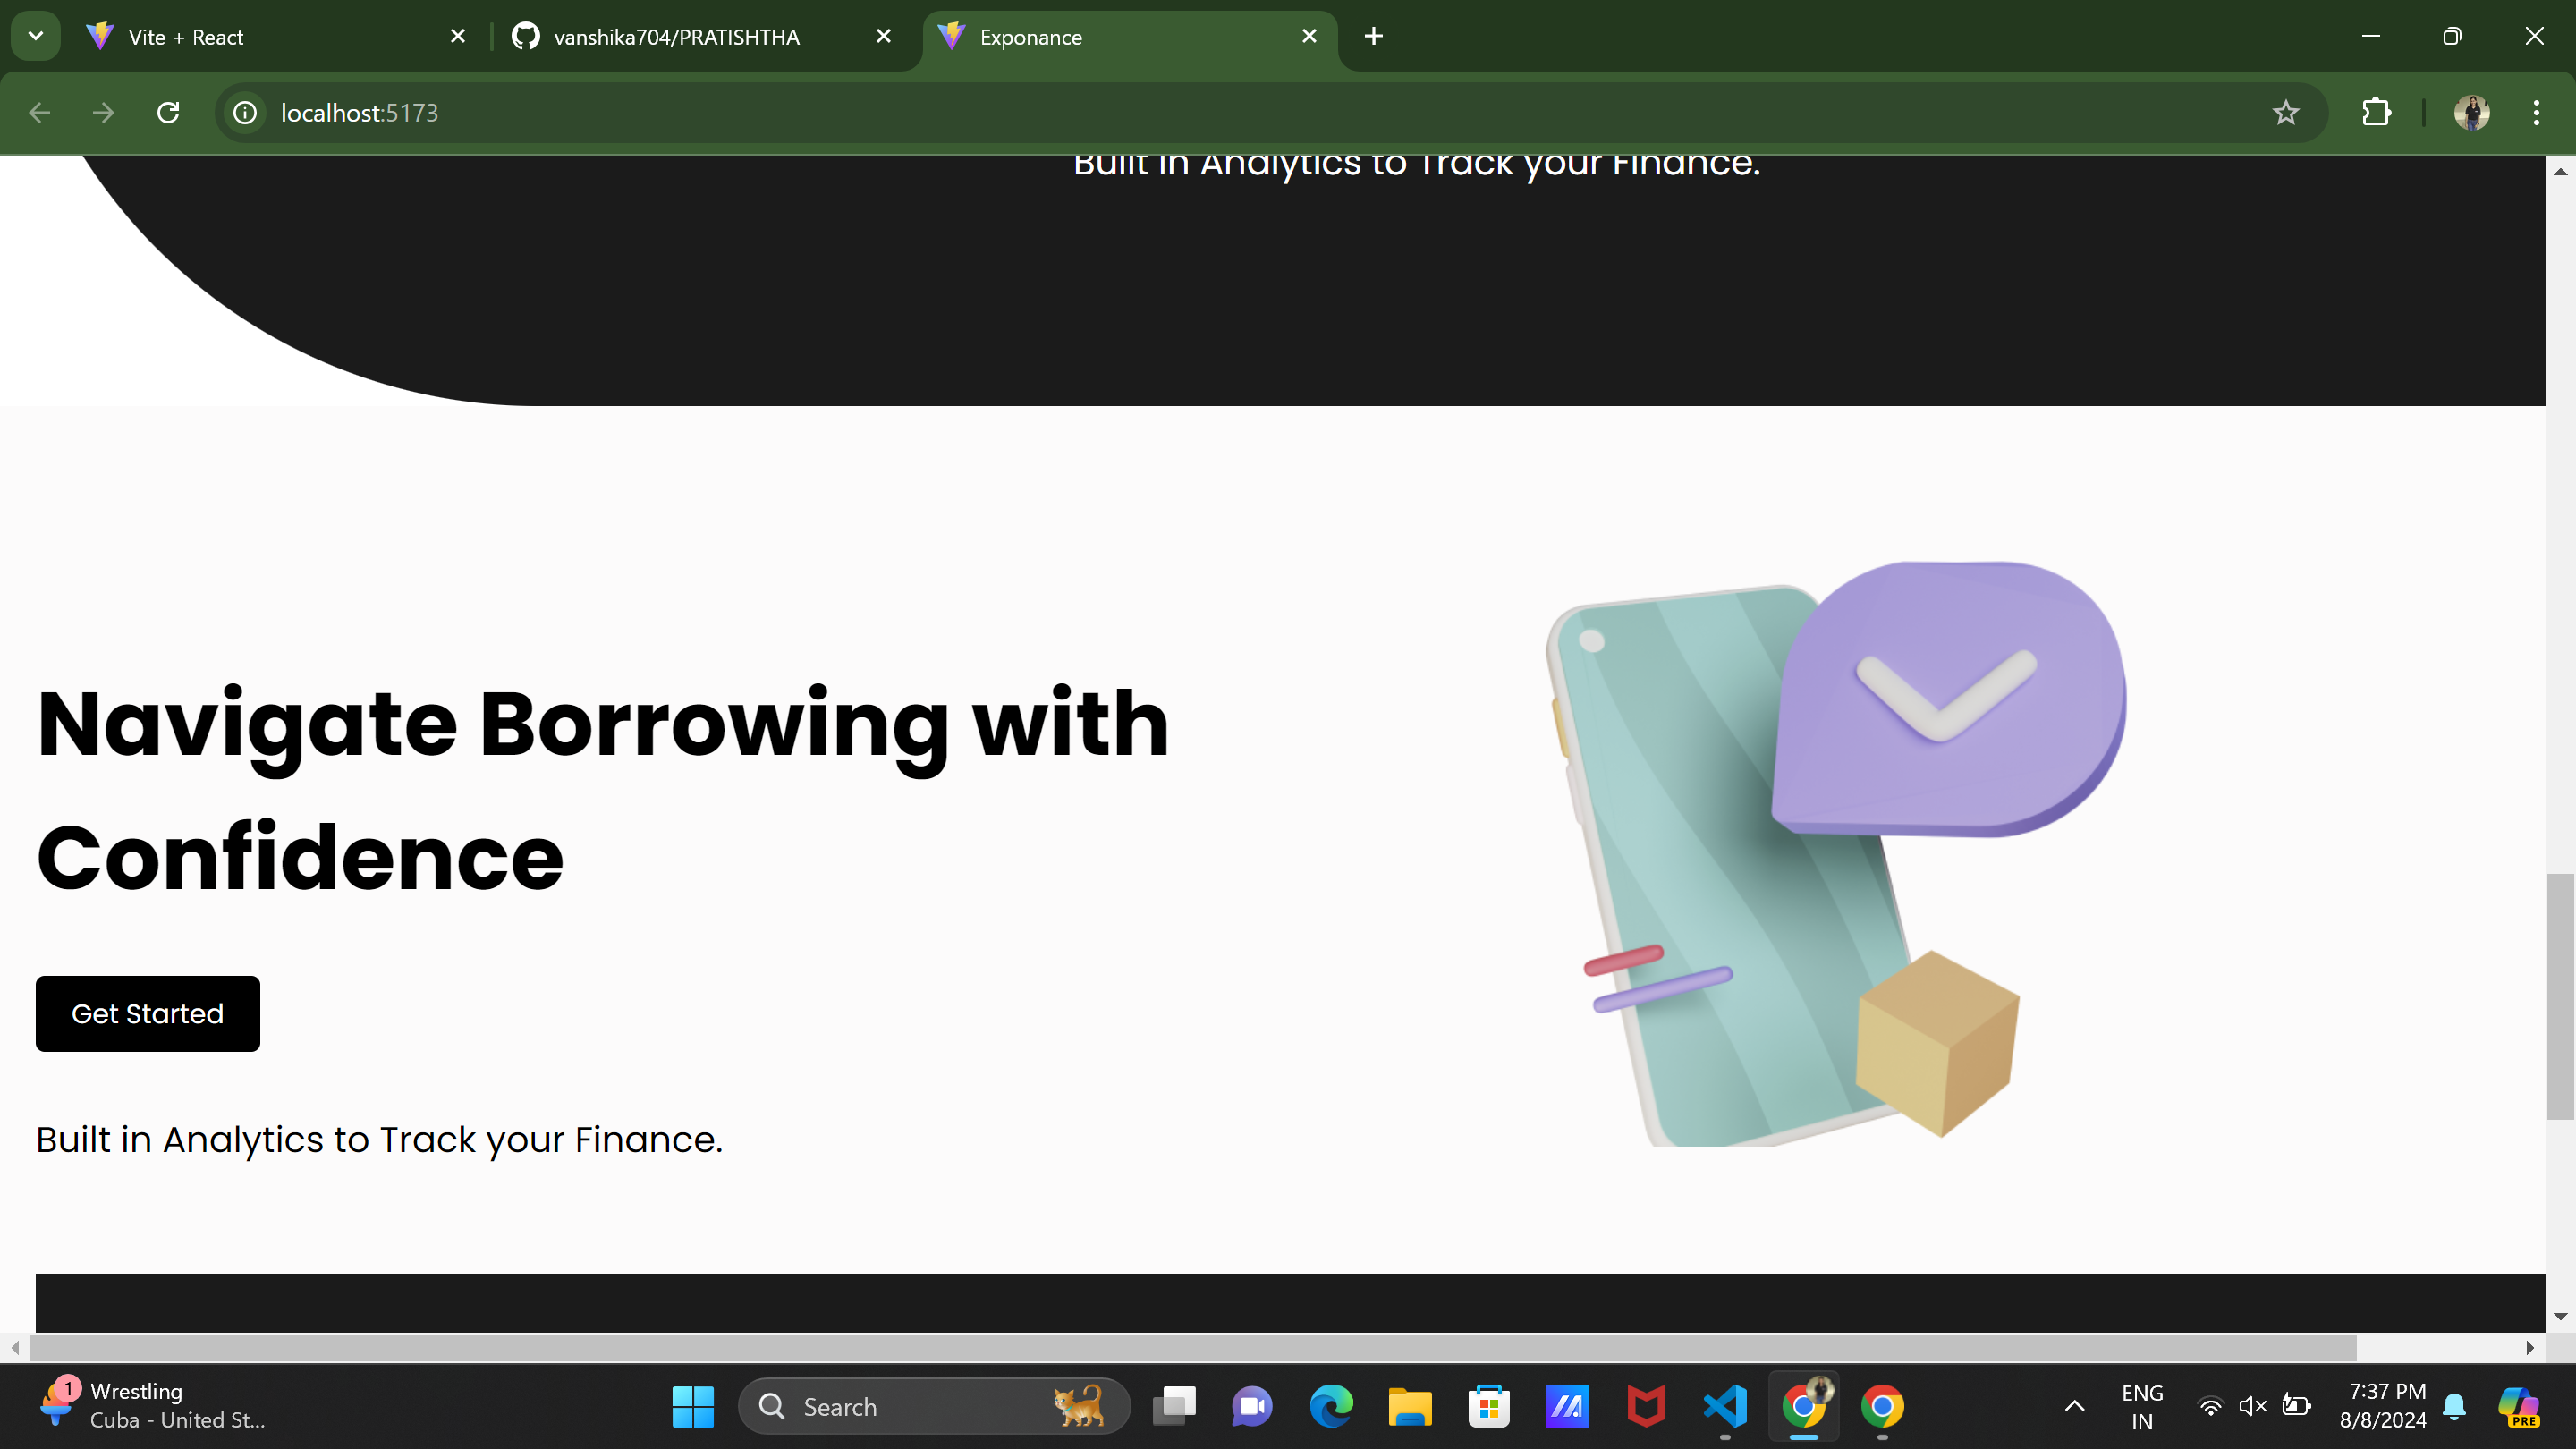 Vite + React
vanshika704/PRATISHTHA
Exponance
localhost:5173
Built in Analytics to Track your Finance.
Navigate Borrowing with
Confidence
Get Started
Built in Analytics to Track your Finance.
1
Wrestling
Cuba - United St...
Search
ENG
IN
7:37 PM
8/8/2024
PRE